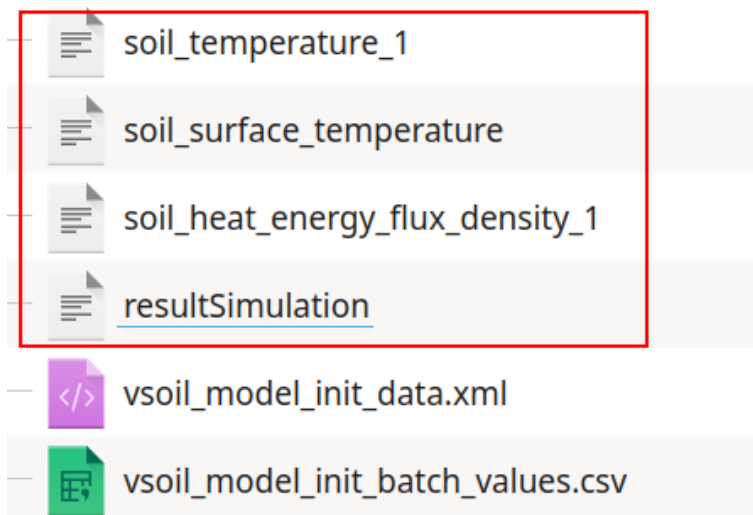 soil_temperature_1
soil_surface_temperature
soil_heat_energy_flux_density_1
resultSimulation
vsoil_model_init_data.xml
vsoil_model_init_batch_values.csv